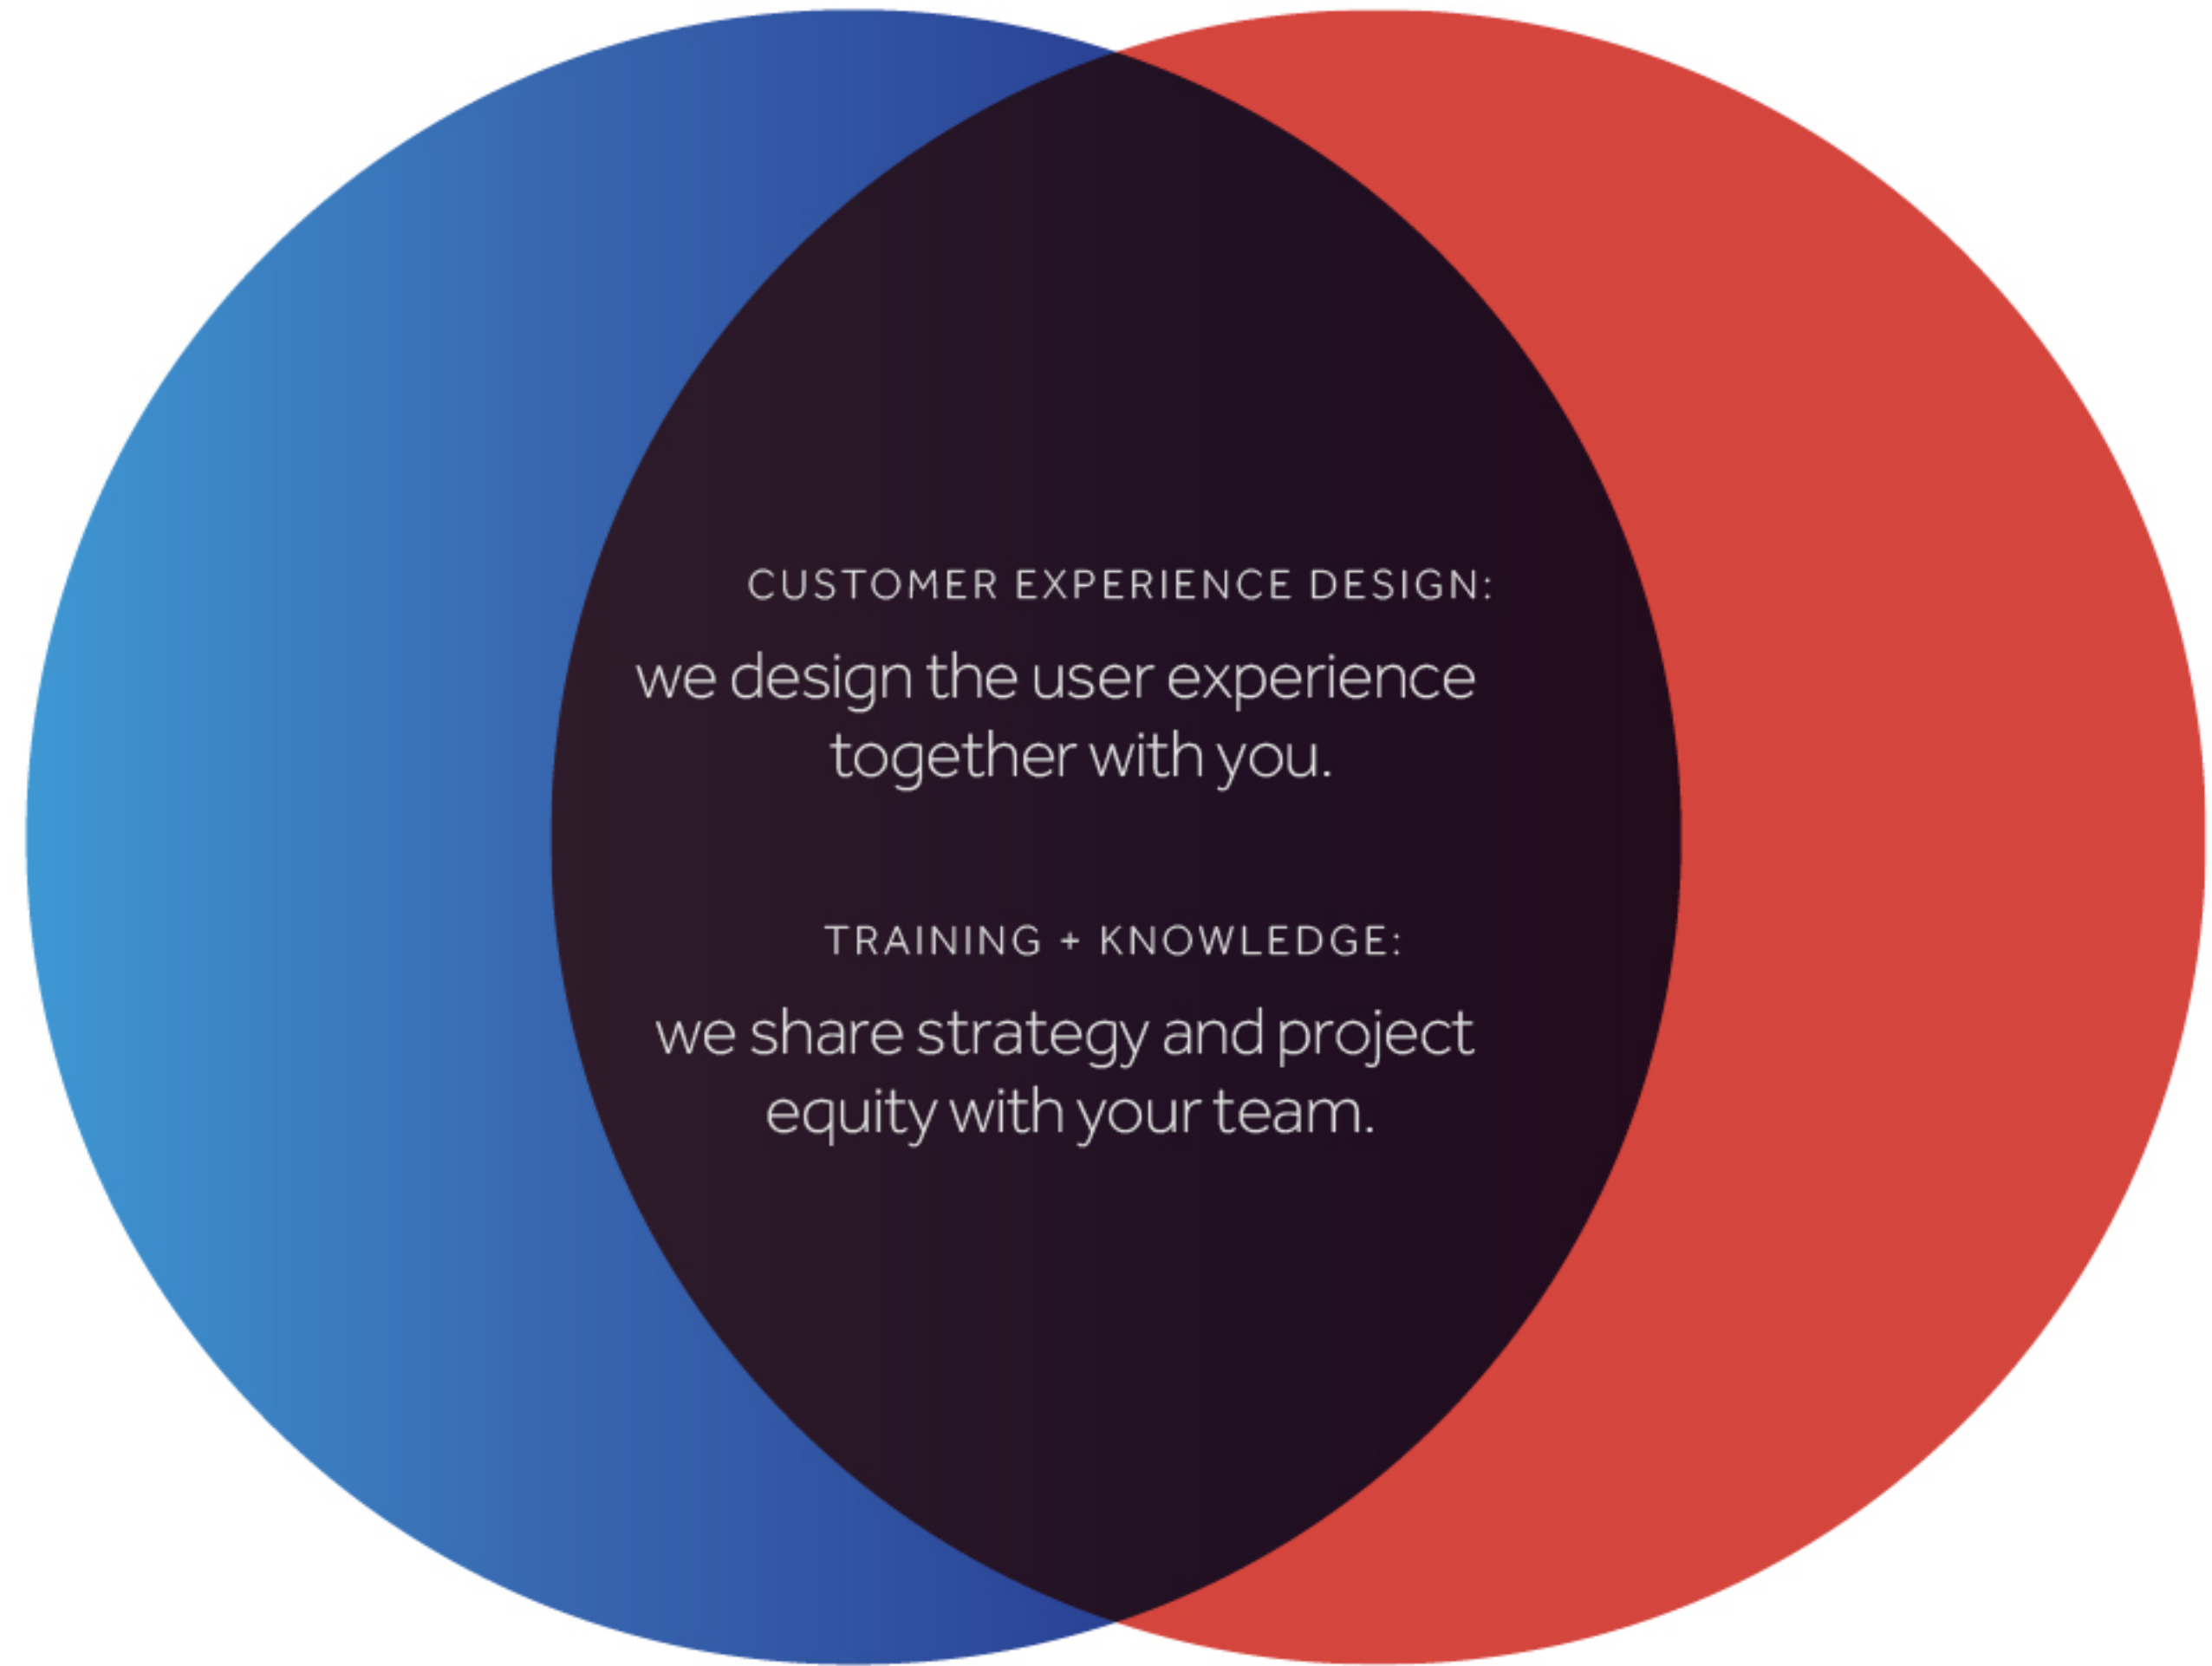 CUSTOMER EXPERIENCE DESIGN:
we design the user experience
together with you.
TRAINING + KNOWLEDGE:
we share strategy and project
equity with your team.